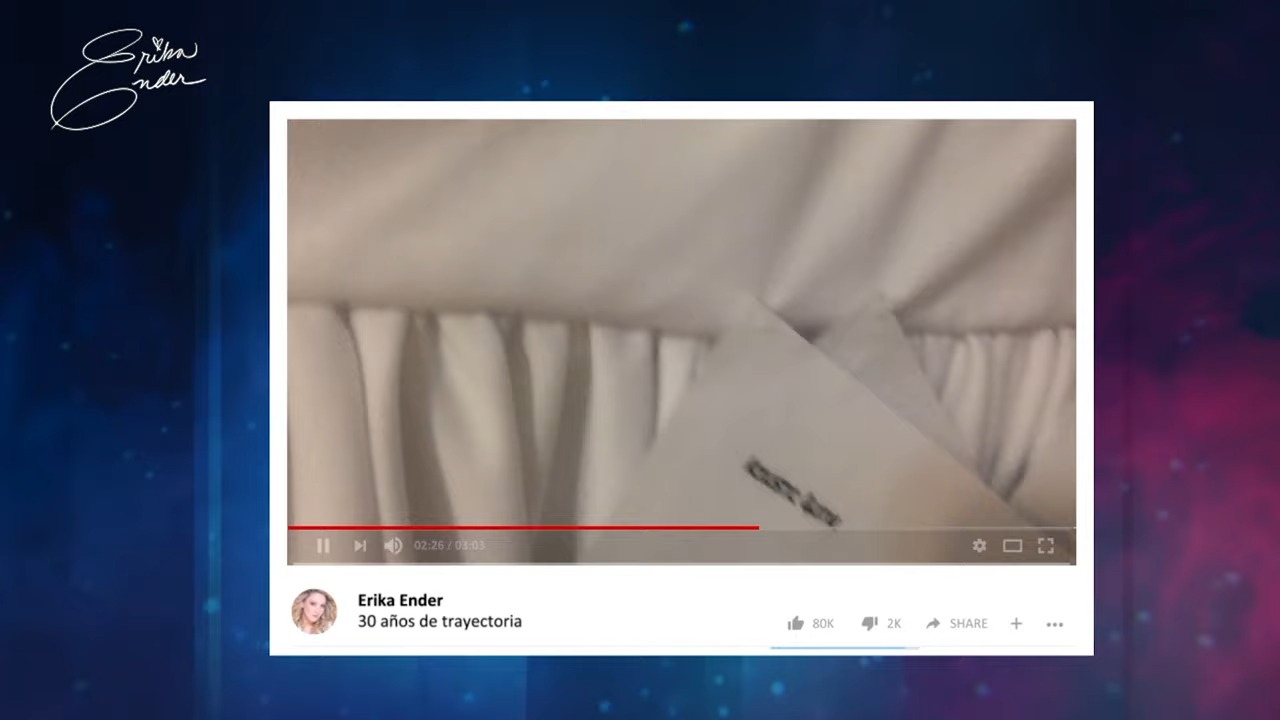 Erika
Ender
02:26 / 03:03
Erika Ender
30 años de trayectoria
80K
2K
SHARE